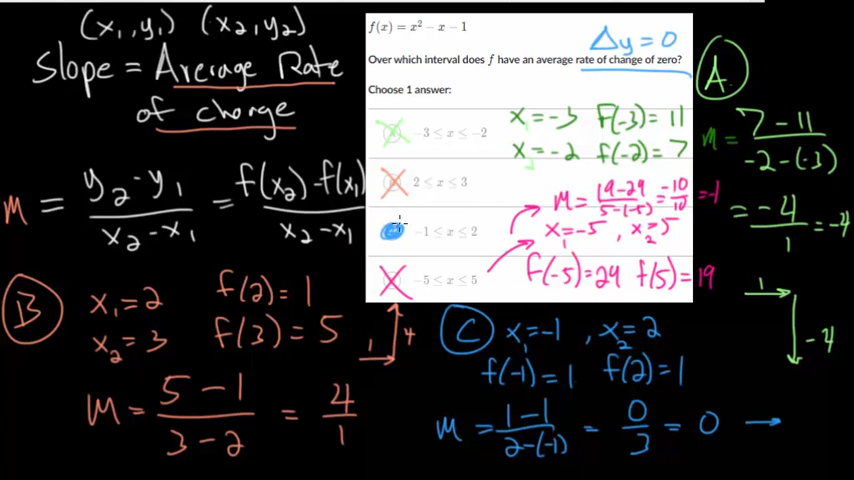 (x₁,y₁) (x₂,y₂)
Slope = Average Rate
of change
m = y₂-y₁ / x₂-x₁ = f(x₂)-f(x₁) / x₂-x₁
f(x) = x² − x − 1
Δy = 0
Over which interval does f have an average rate of change of zero?
Choose 1 answer:
−3 ≤ x ≤ −2
2 ≤ x ≤ 3
−1 ≤ x ≤ 2
−5 ≤ x ≤ 5
x₁=-3 F(-3)= 11
x₂=-2 f(-2)= 7
m = 19-29 / 5-(-5) = -10/10 = -1
x₁=-5, x₂=5
f(-5)=29 f(5)=19
A
m = 7-11 / -2-(-3)
= -4/1 = -4
1
-4
B
x₁=2 f(2)=1
x₂=3 f(3)=5
1 4
m = 5-1 / 3-2 = 4/1
C
x₁=-1, x₂=2
f(-1)=1 f(2)=1
m = 1-1 / 2-(-1) = 0/3 = 0 →